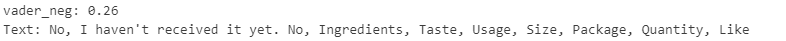 vader_neg: 0.26
Text: No, I haven't received it yet. No, Ingredients, Taste, Usage, Size, Package, Quantity, Like